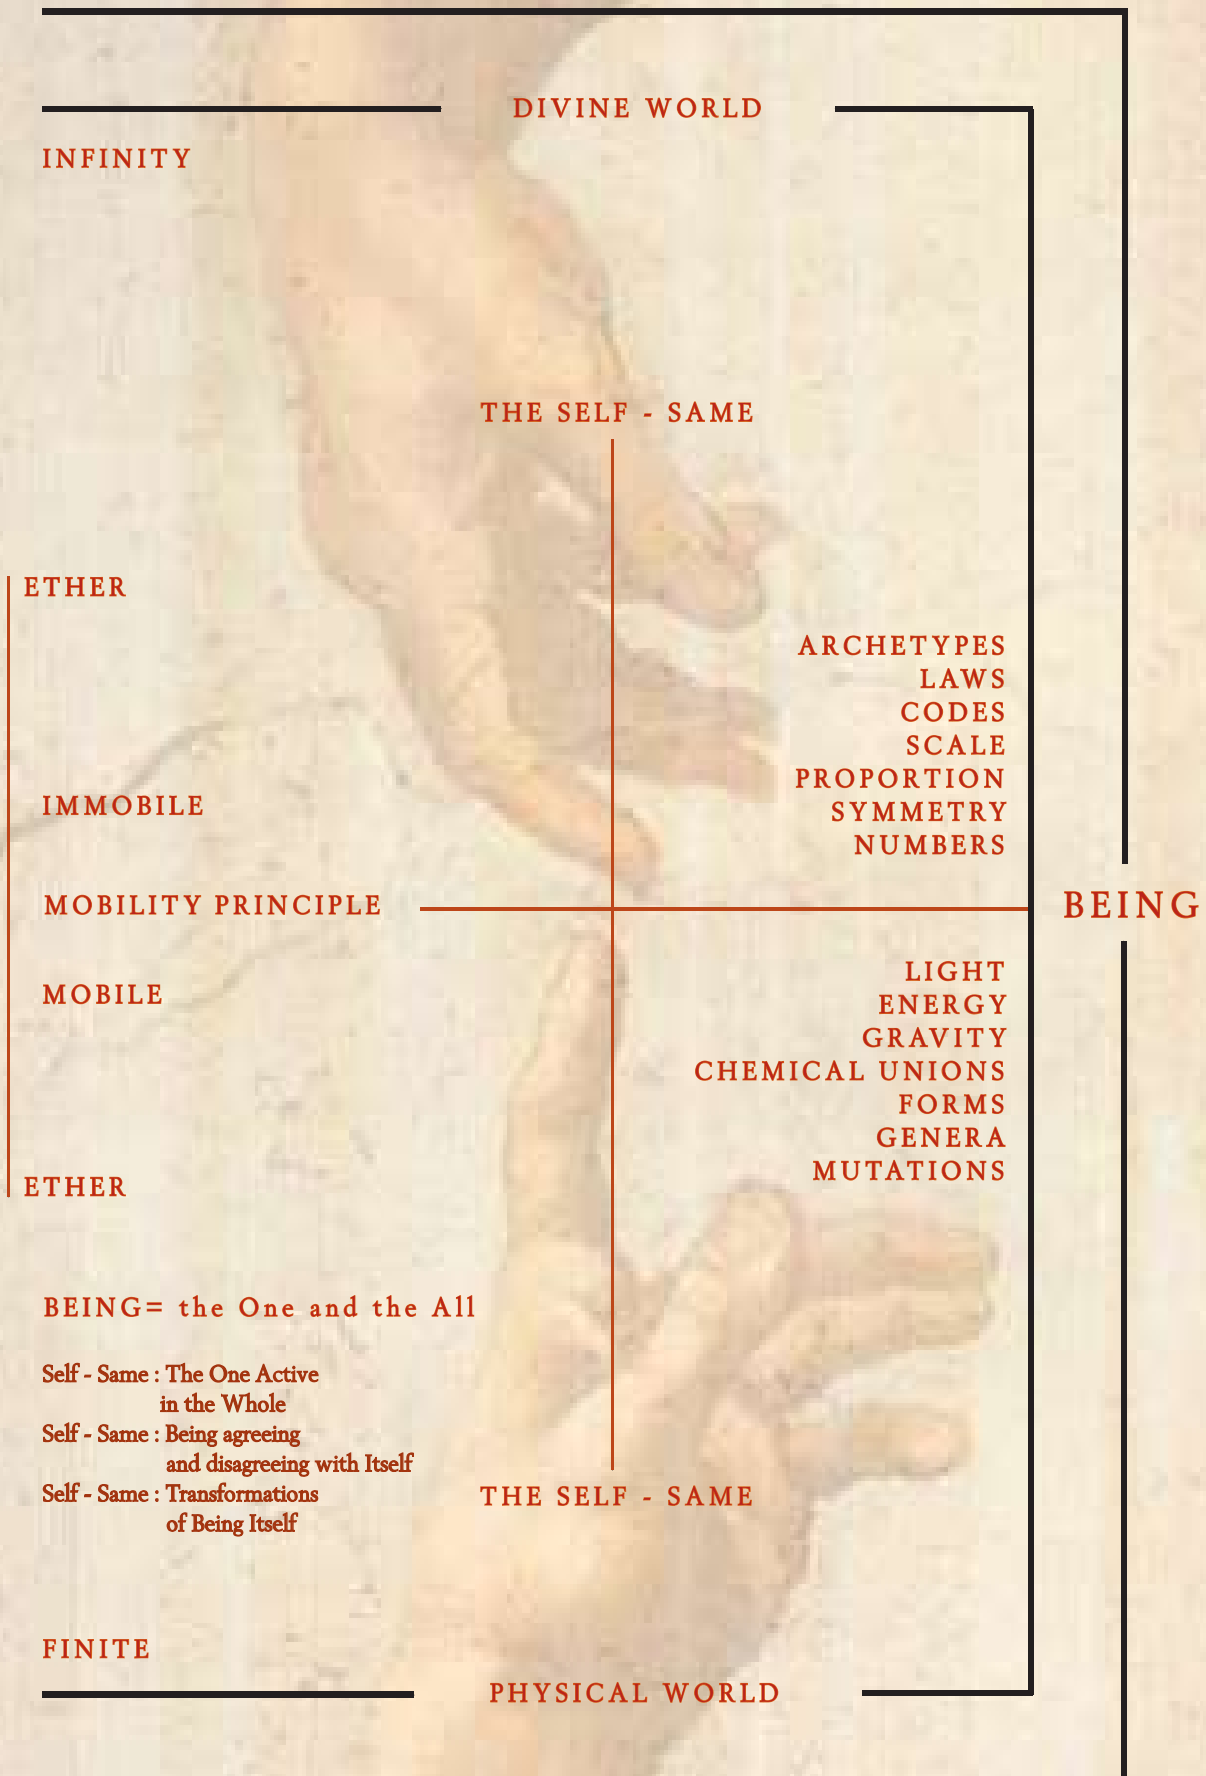 DIVINE WORLD
INFINITY
THE SELF - SAME
ETHER
ARCHETYPES
LAWS
CODES
SCALE
PROPORTION
SYMMETRY
NUMBERS
IMMOBILE
MOBILITY PRINCIPLE
BEING
MOBILE
LIGHT
ENERGY
GRAVITY
CHEMICAL UNIONS
FORMS
GENERA
MUTATIONS
ETHER
BEING= the One and the All
Self - Same : The One Active
in the Whole
Self - Same : Being agreeing
and disagreeing with Itself
Self - Same : Transformations
of Being Itself
THE SELF - SAME
FINITE
PHYSICAL WORLD